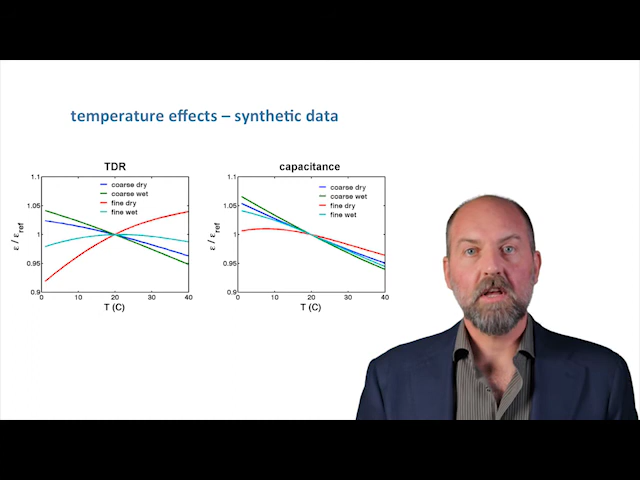 temperature effects – synthetic data
TDR
1.1
1.05
1
0.95
0.9
ε / εref
0
10
20
30
40
T (C)
coarse dry
coarse wet
fine dry
fine wet
capacitance
1.1
1.05
1
0.95
0.9
ε / εref
0
10
20
30
40
T (C)
coarse dry
coarse wet
fine dry
fine wet